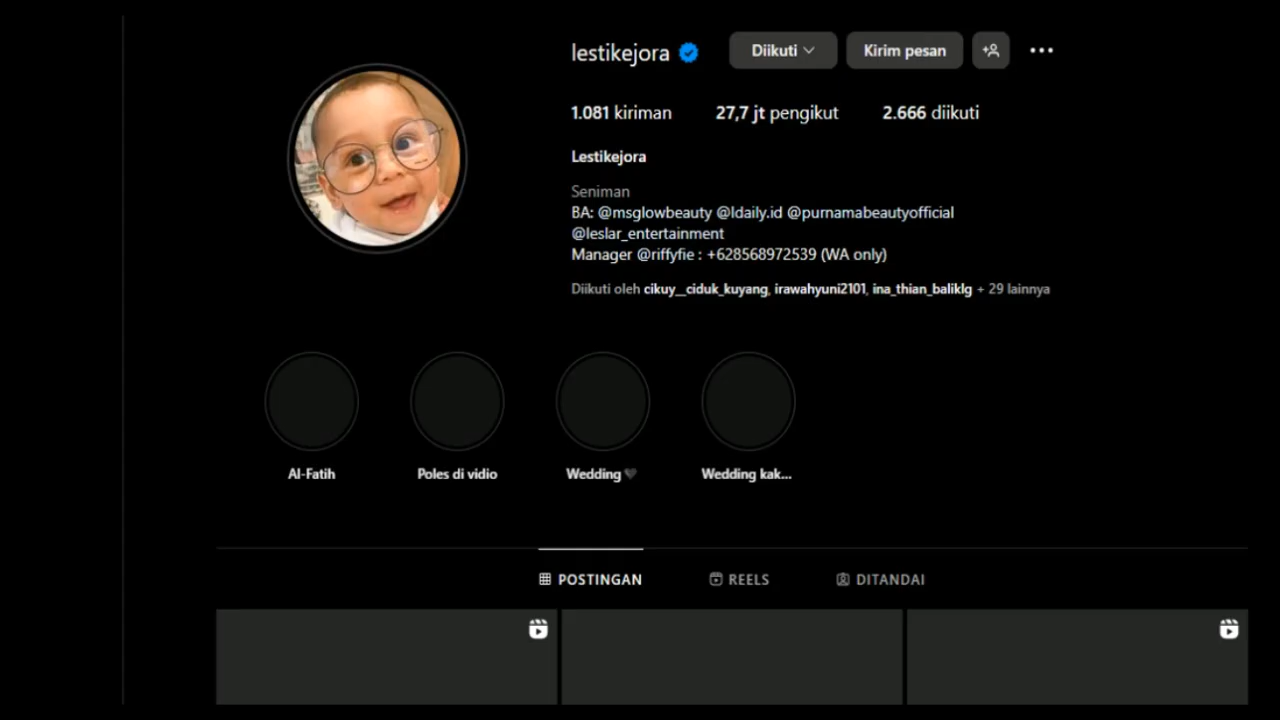 lestikejora Diikuti Kirim pesan
1.081 kiriman 27,7 jt pengikut 2.666 diikuti
Lestikejora
Seniman
BA: @msglowbeauty @ldaily.id @purnamabeautyofficial
@leslar_entertainment
Manager @riffyfie : +628568972539 (WA only)
Diikuti oleh cikuy__ciduk_kuyang, irawahyuni2101, ina_thian_baliklg + 29 lainnya
Al-Fatih Poles di vidio Wedding🖤 Wedding kak...
POSTINGAN REELS DITANDAI